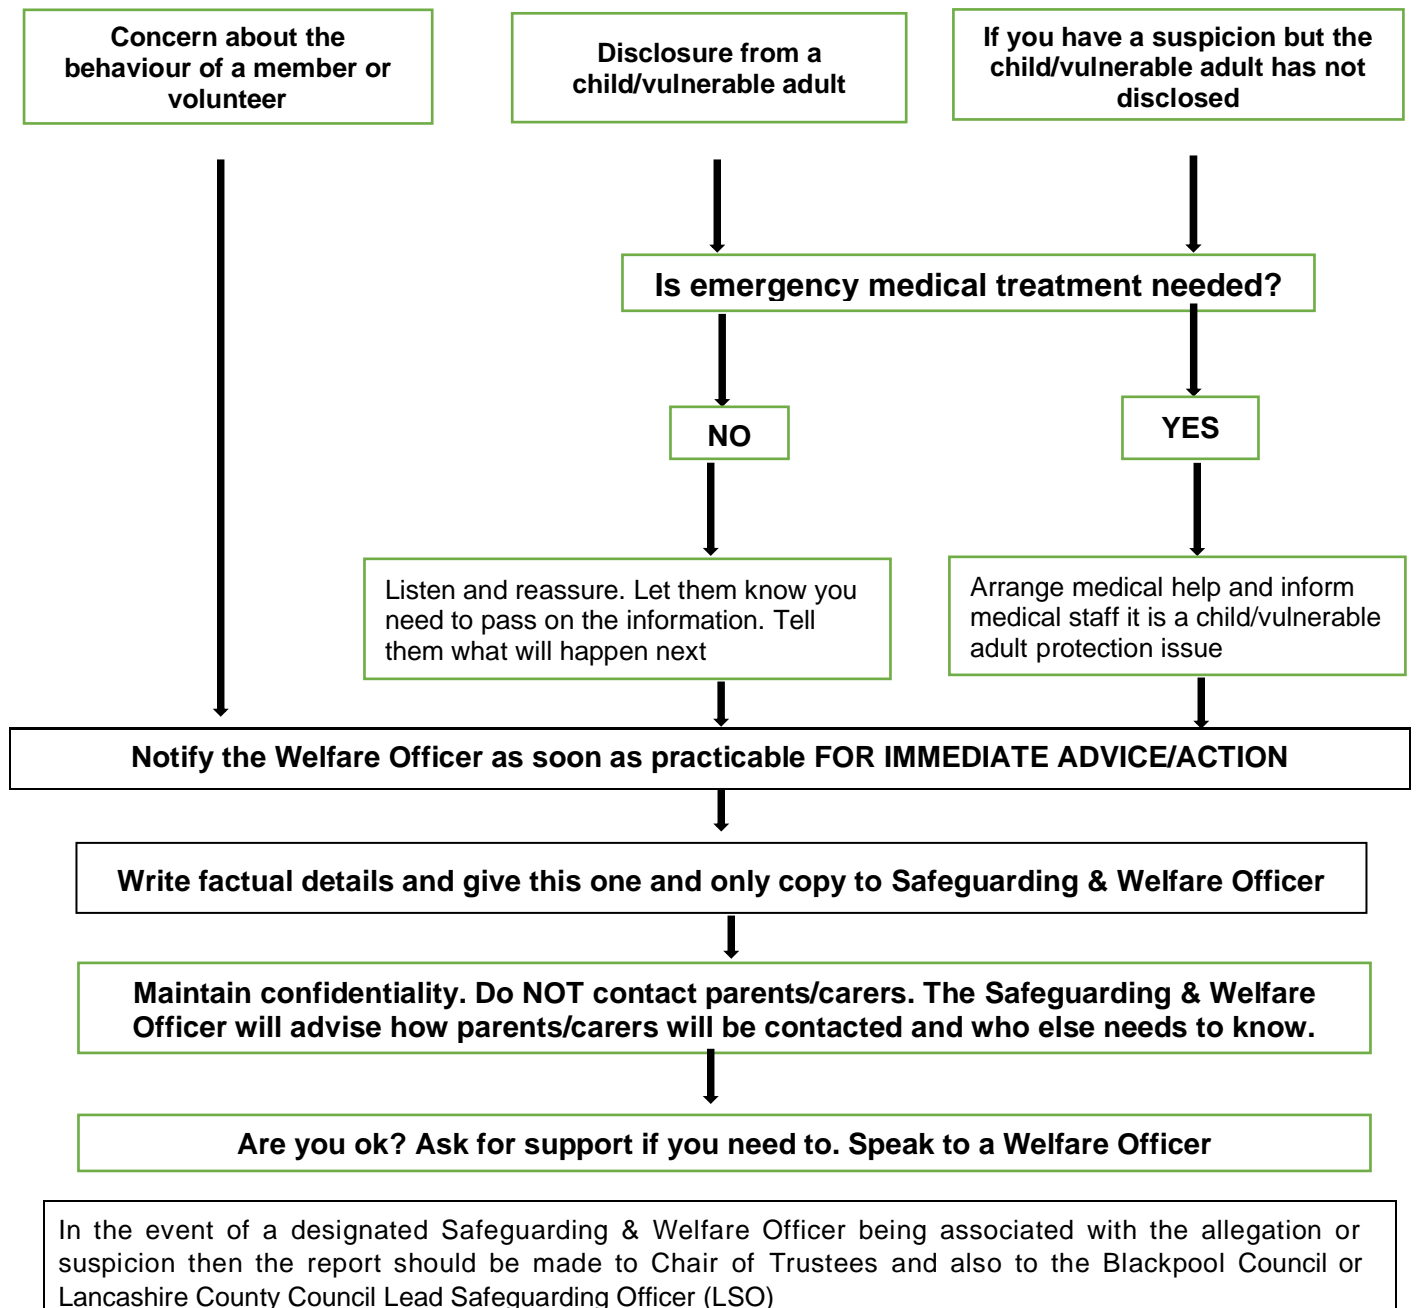 Concern about the
behaviour of a member or
volunteer
Disclosure from a
child/vulnerable adult
If you have a suspicion but the
child/vulnerable adult has not
disclosed
Is emergency medical treatment needed?
NO
YES
Listen and reassure. Let them know you
need to pass on the information. Tell
them what will happen next
Arrange medical help and inform
medical staff it is a child/vulnerable
adult protection issue
Notify the Welfare Officer as soon as practicable FOR IMMEDIATE ADVICE/ACTION
Write factual details and give this one and only copy to Safeguarding & Welfare Officer
Maintain confidentiality. Do NOT contact parents/carers. The Safeguarding & Welfare
Officer will advise how parents/carers will be contacted and who else needs to know.
Are you ok? Ask for support if you need to. Speak to a Welfare Officer
In the event of a designated Safeguarding & Welfare Officer being associated with the allegation or
suspicion then the report should be made to Chair of Trustees and also to the Blackpool Council or
Lancashire County Council Lead Safeguarding Officer (LSO)